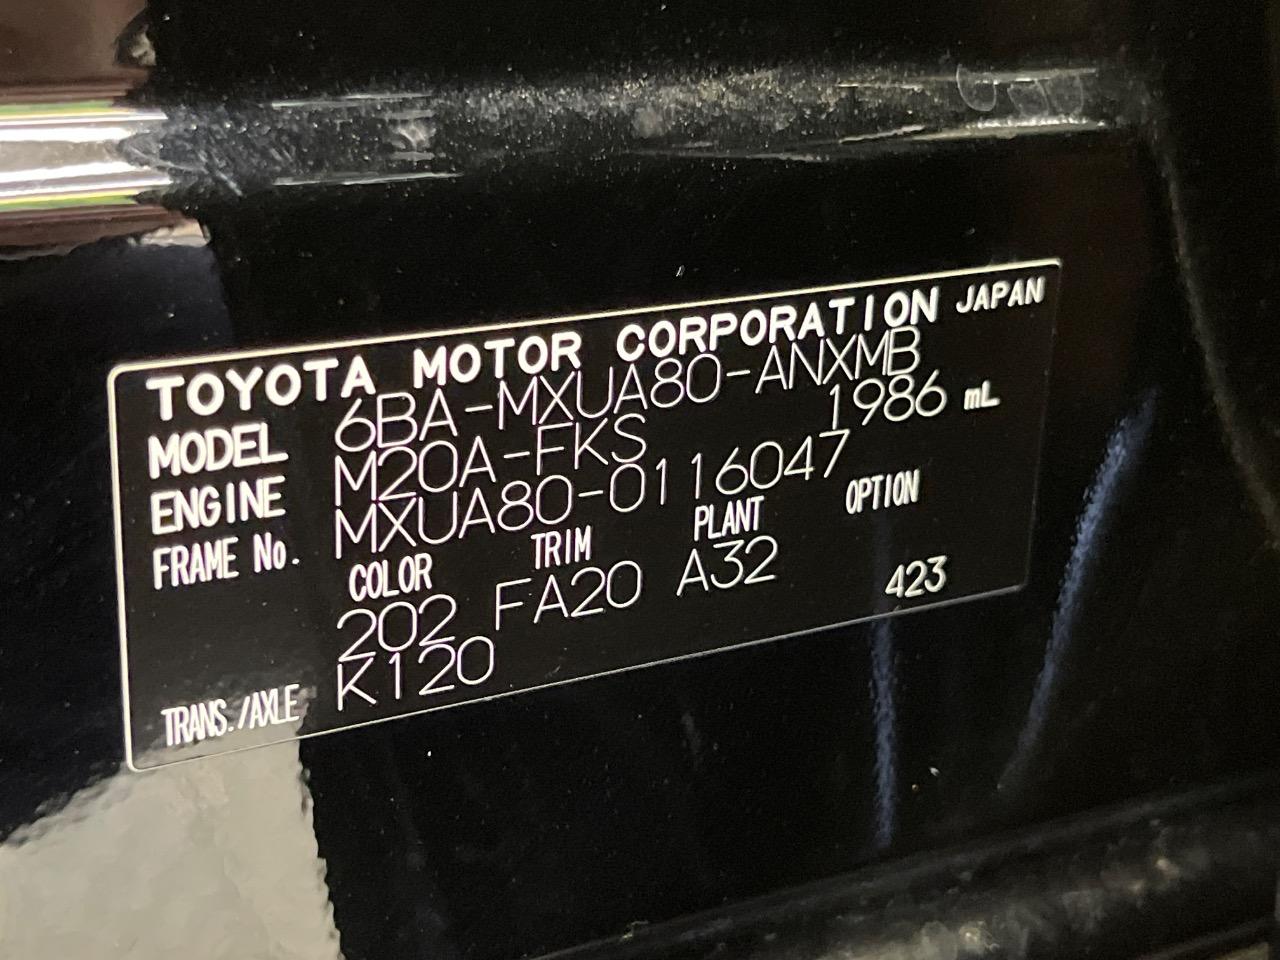 TOYOTA MOTOR CORPORATION JAPAN
MODEL 6BA-MXUA80-ANXMB
ENGINE M20A-FKS 1986 mL
FRAME No. MXUA80-0116047
COLOR TRIM PLANT OPTION
202 FA20 A32 423
TRANS./AXLE K120